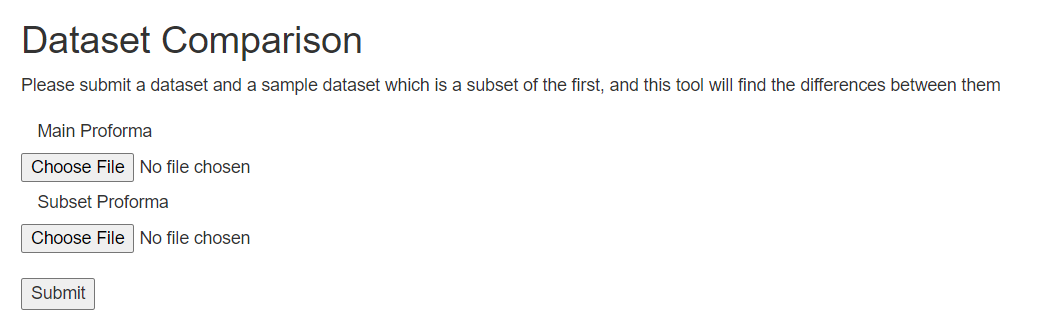 Dataset Comparison
Please submit a dataset and a sample dataset which is a subset of the first, and this tool will find the differences between them
Main Proforma
Choose File No file chosen
Subset Proforma
Choose File No file chosen
Submit